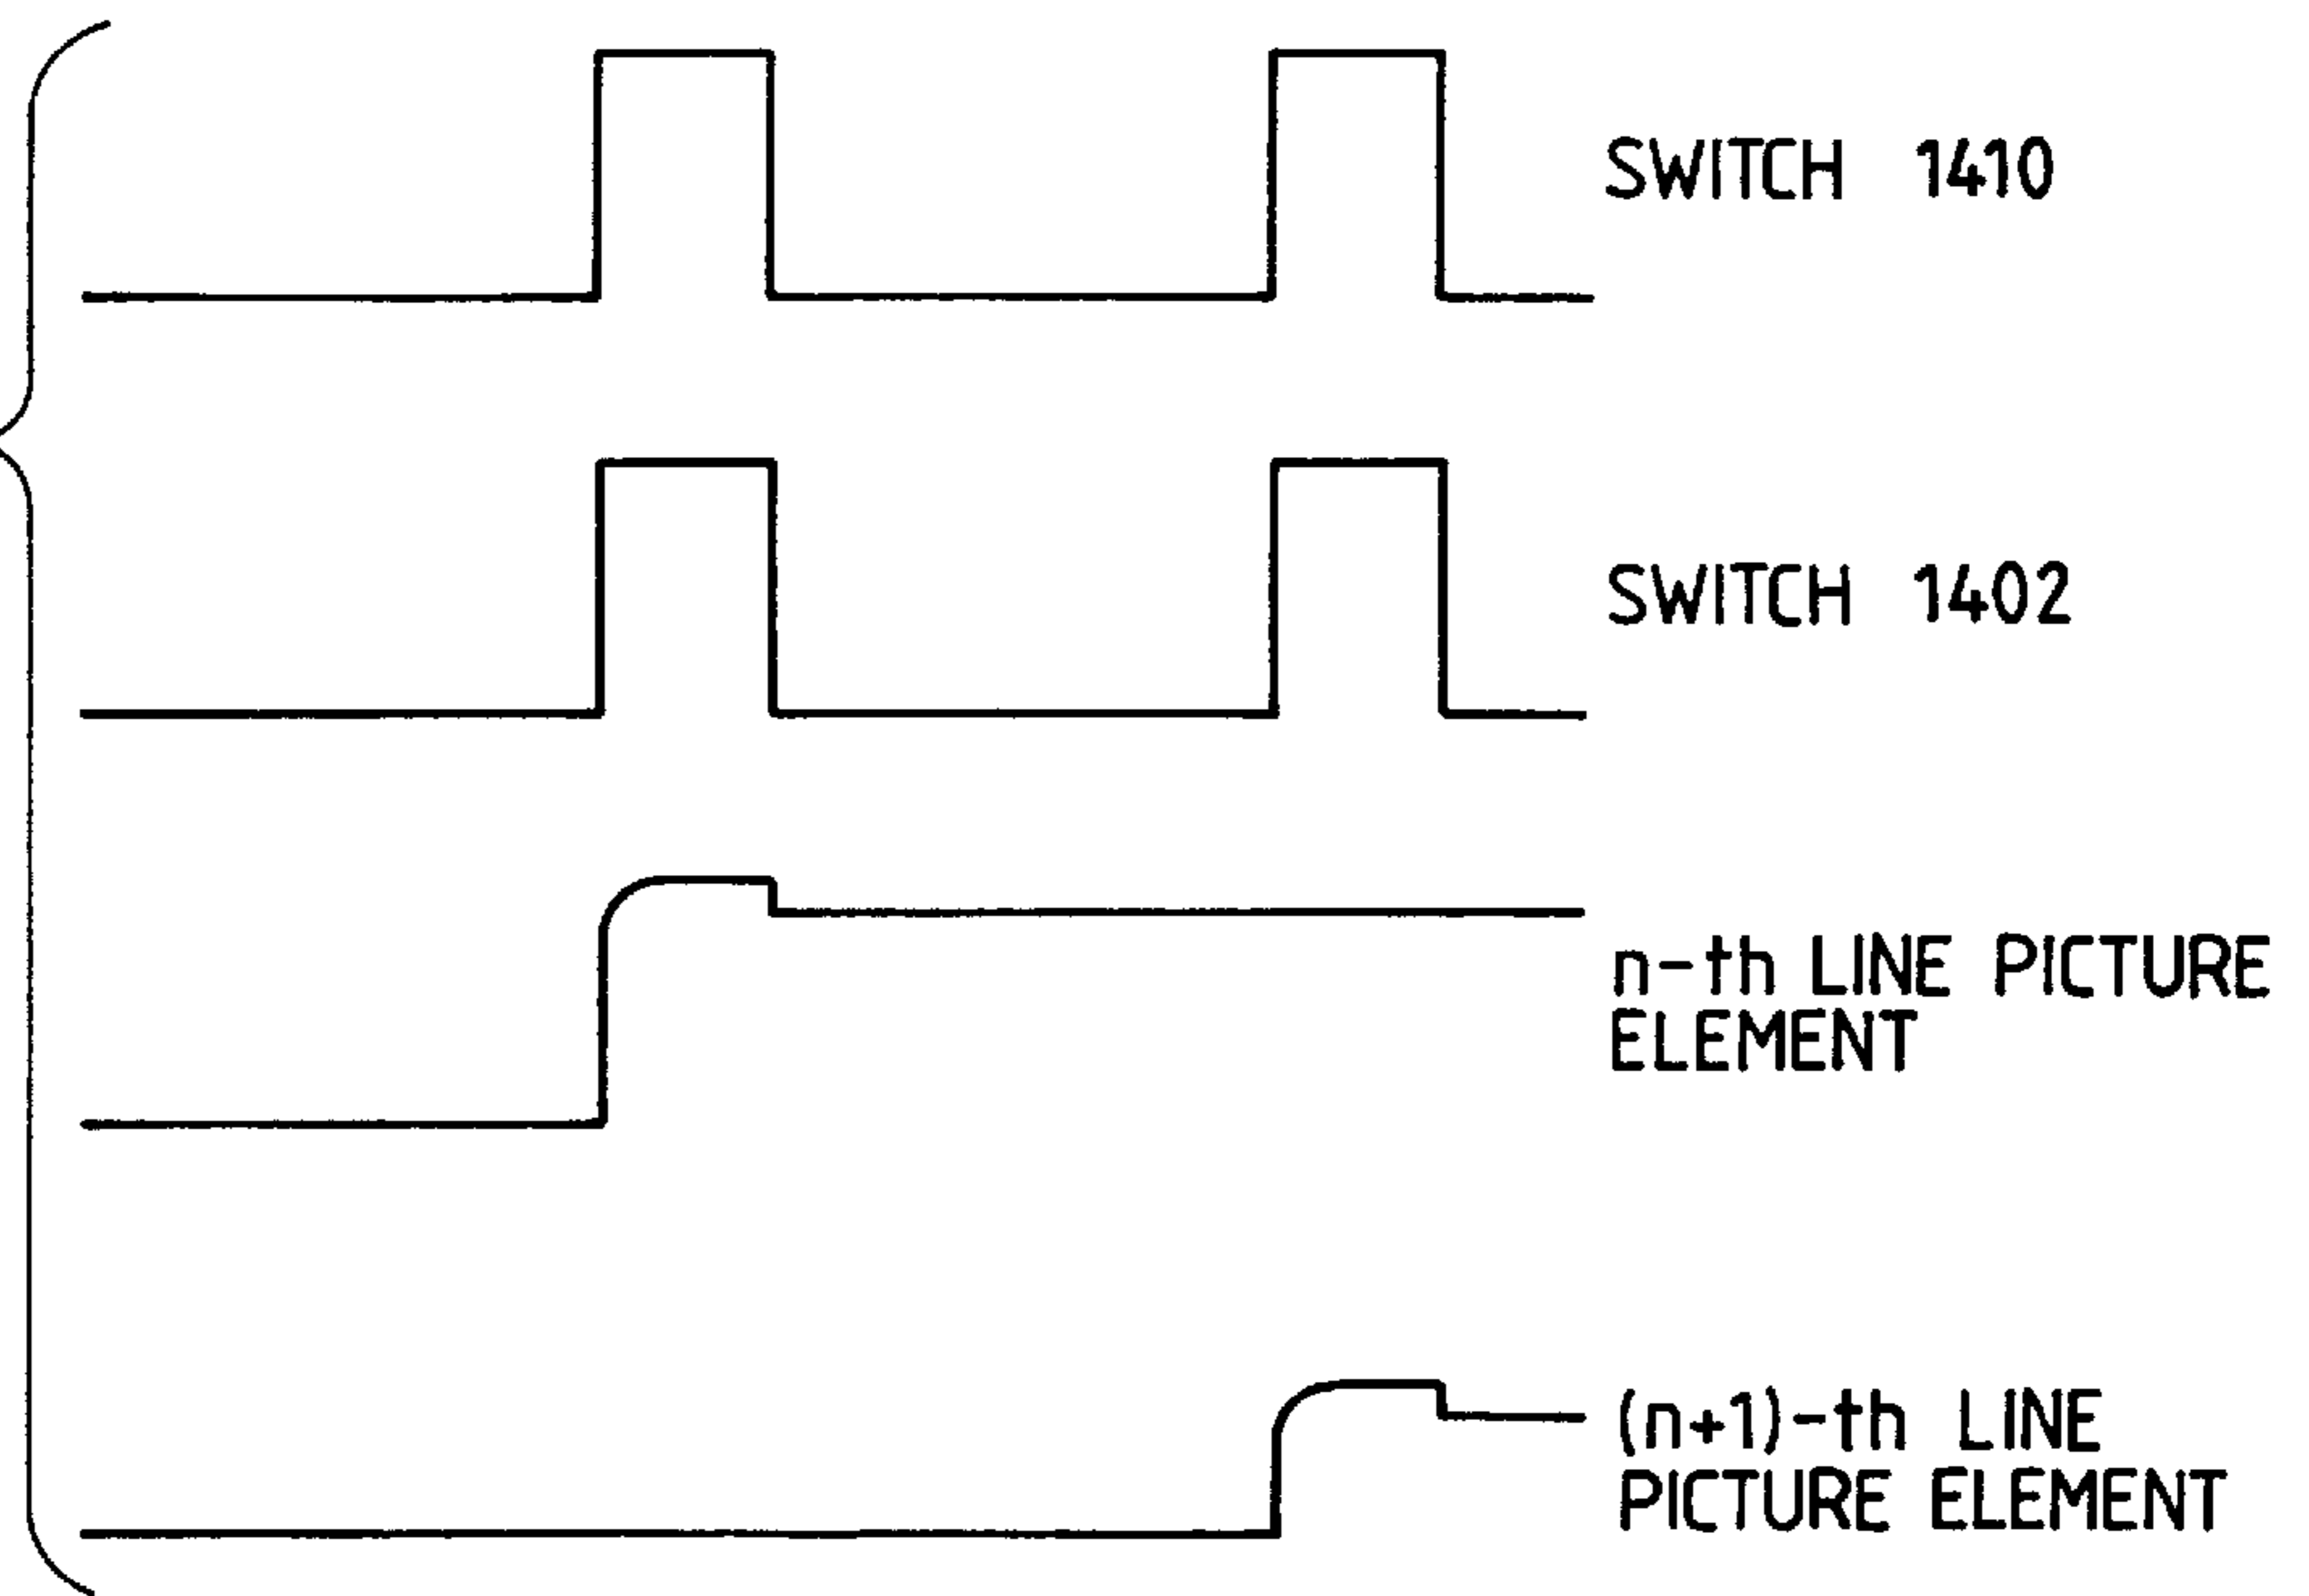 SWITCH 1410
SWITCH 1402
n-th LINE PICTURE
ELEMENT
(n+1)-th LINE
PICTURE ELEMENT